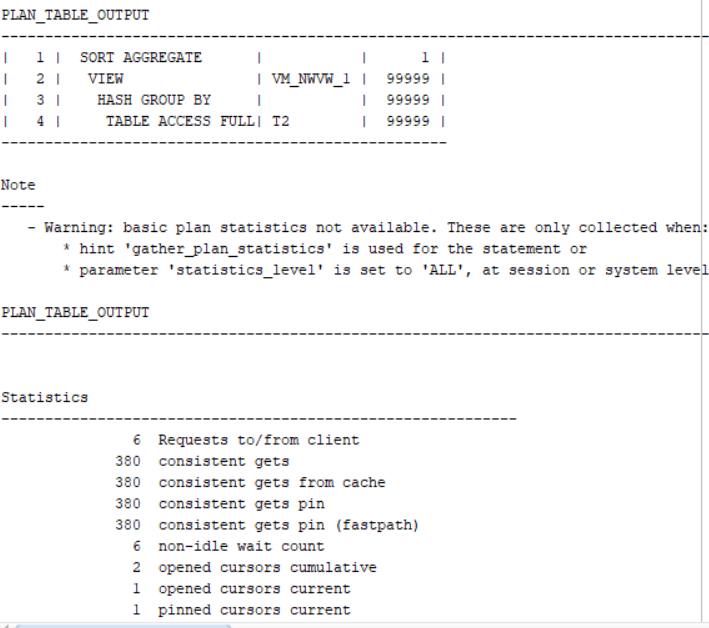 PLAN_TABLE_OUTPUT
--------------------------------------------------------------------------------
|   1 |  SORT AGGREGATE       |           |      1 |
|   2 |   VIEW                | VM_NWVW_1 |  99999 |
|   3 |    HASH GROUP BY      |           |  99999 |
|   4 |     TABLE ACCESS FULL| T2        |  99999 |
---------------------------------------------------
Note
-----
   - Warning: basic plan statistics not available. These are only collected when:
       * hint 'gather_plan_statistics' is used for the statement or
       * parameter 'statistics_level' is set to 'ALL', at session or system level
PLAN_TABLE_OUTPUT
--------------------------------------------------------------------------------
Statistics
-----------------------------------------------------------
               6  Requests to/from client
             380  consistent gets
             380  consistent gets from cache
             380  consistent gets pin
             380  consistent gets pin (fastpath)
               6  non-idle wait count
               2  opened cursors cumulative
               1  opened cursors current
               1  pinned cursors current